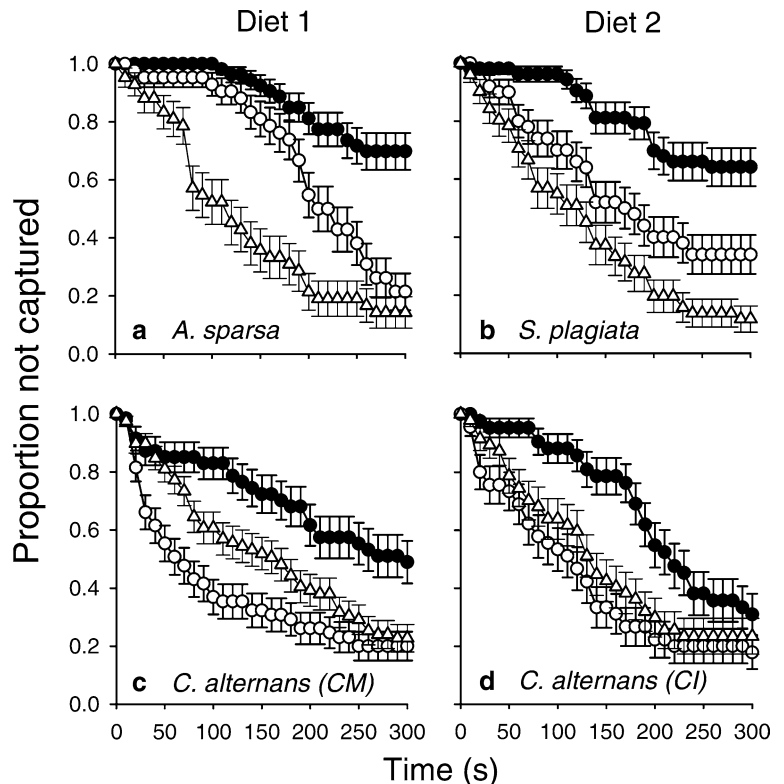 Diet 1
Diet 2
Proportion not captured
1.0
0.8
0.6
0.4
0.2
0.0
a A. sparsa
b S. plagiata
1.0
0.8
0.6
0.4
0.2
0.0
c C. alternans (CM)
d C. alternans (CI)
0 50 100 150 200 250 300
0 50 100 150 200 250 300
Time (s)